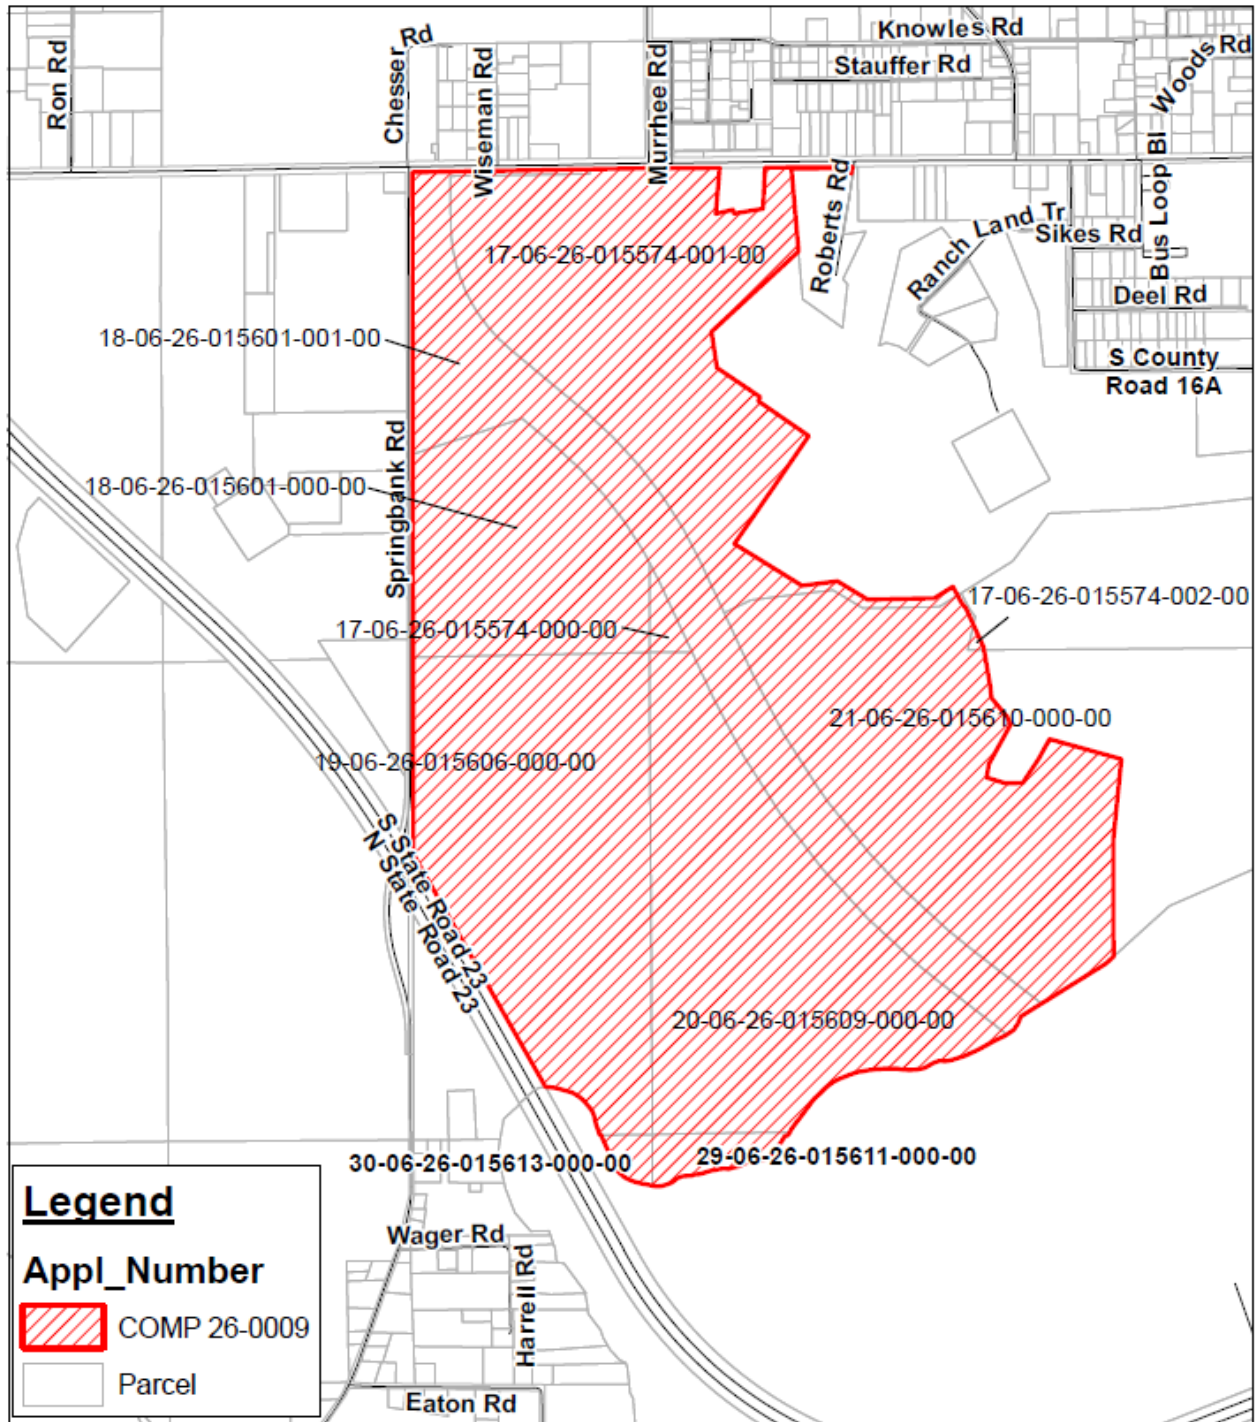 Knowles Rd
Stauffer Rd
Woods Rd
Ron Rd
Chesser Rd
Wiseman Rd
Murrhee Rd
Roberts Rd
Ranch Land Tr
Sikes Rd
Bus Loop Bl
Deel Rd
S County
Road 16A
17-06-26-015574-001-00
18-06-26-015601-001-00
18-06-26-015601-000-00
Springbank Rd
17-06-26-015574-002-00
17-06-26-015574-000-00
21-06-26-015610-000-00
19-06-26-015606-000-00
S State Road 23
N State Road 23
20-06-26-015609-000-00
30-06-26-015613-000-00
29-06-26-015611-000-00
Wager Rd
Harrell Rd
Eaton Rd
Legend
Appl_Number
COMP 26-0009
Parcel